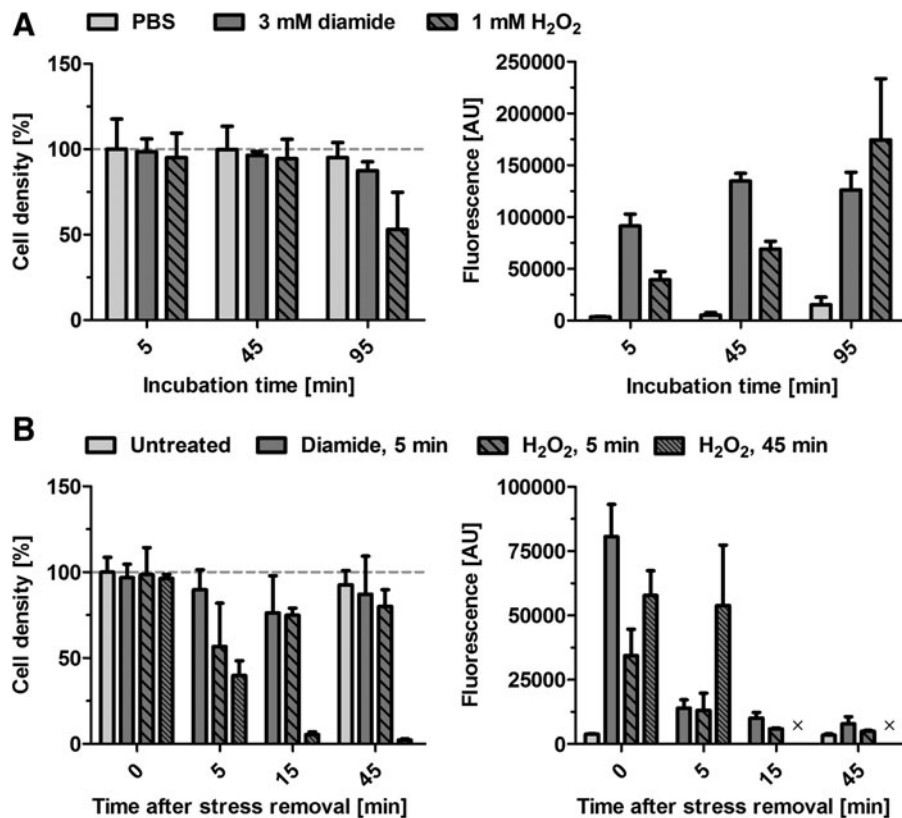 A
PBS
3 mM diamide
1 mM H₂O₂
Cell density [%]
150
100
50
0
5
45
95
Incubation time [min]
Fluorescence [AU]
250000
200000
150000
100000
50000
0
5
45
95
Incubation time [min]
B
Untreated
Diamide, 5 min
H₂O₂, 5 min
H₂O₂, 45 min
Cell density [%]
150
100
50
0
0
5
15
45
Time after stress removal [min]
Fluorescence [AU]
100000
75000
50000
25000
0
×
×
0
5
15
45
Time after stress removal [min]